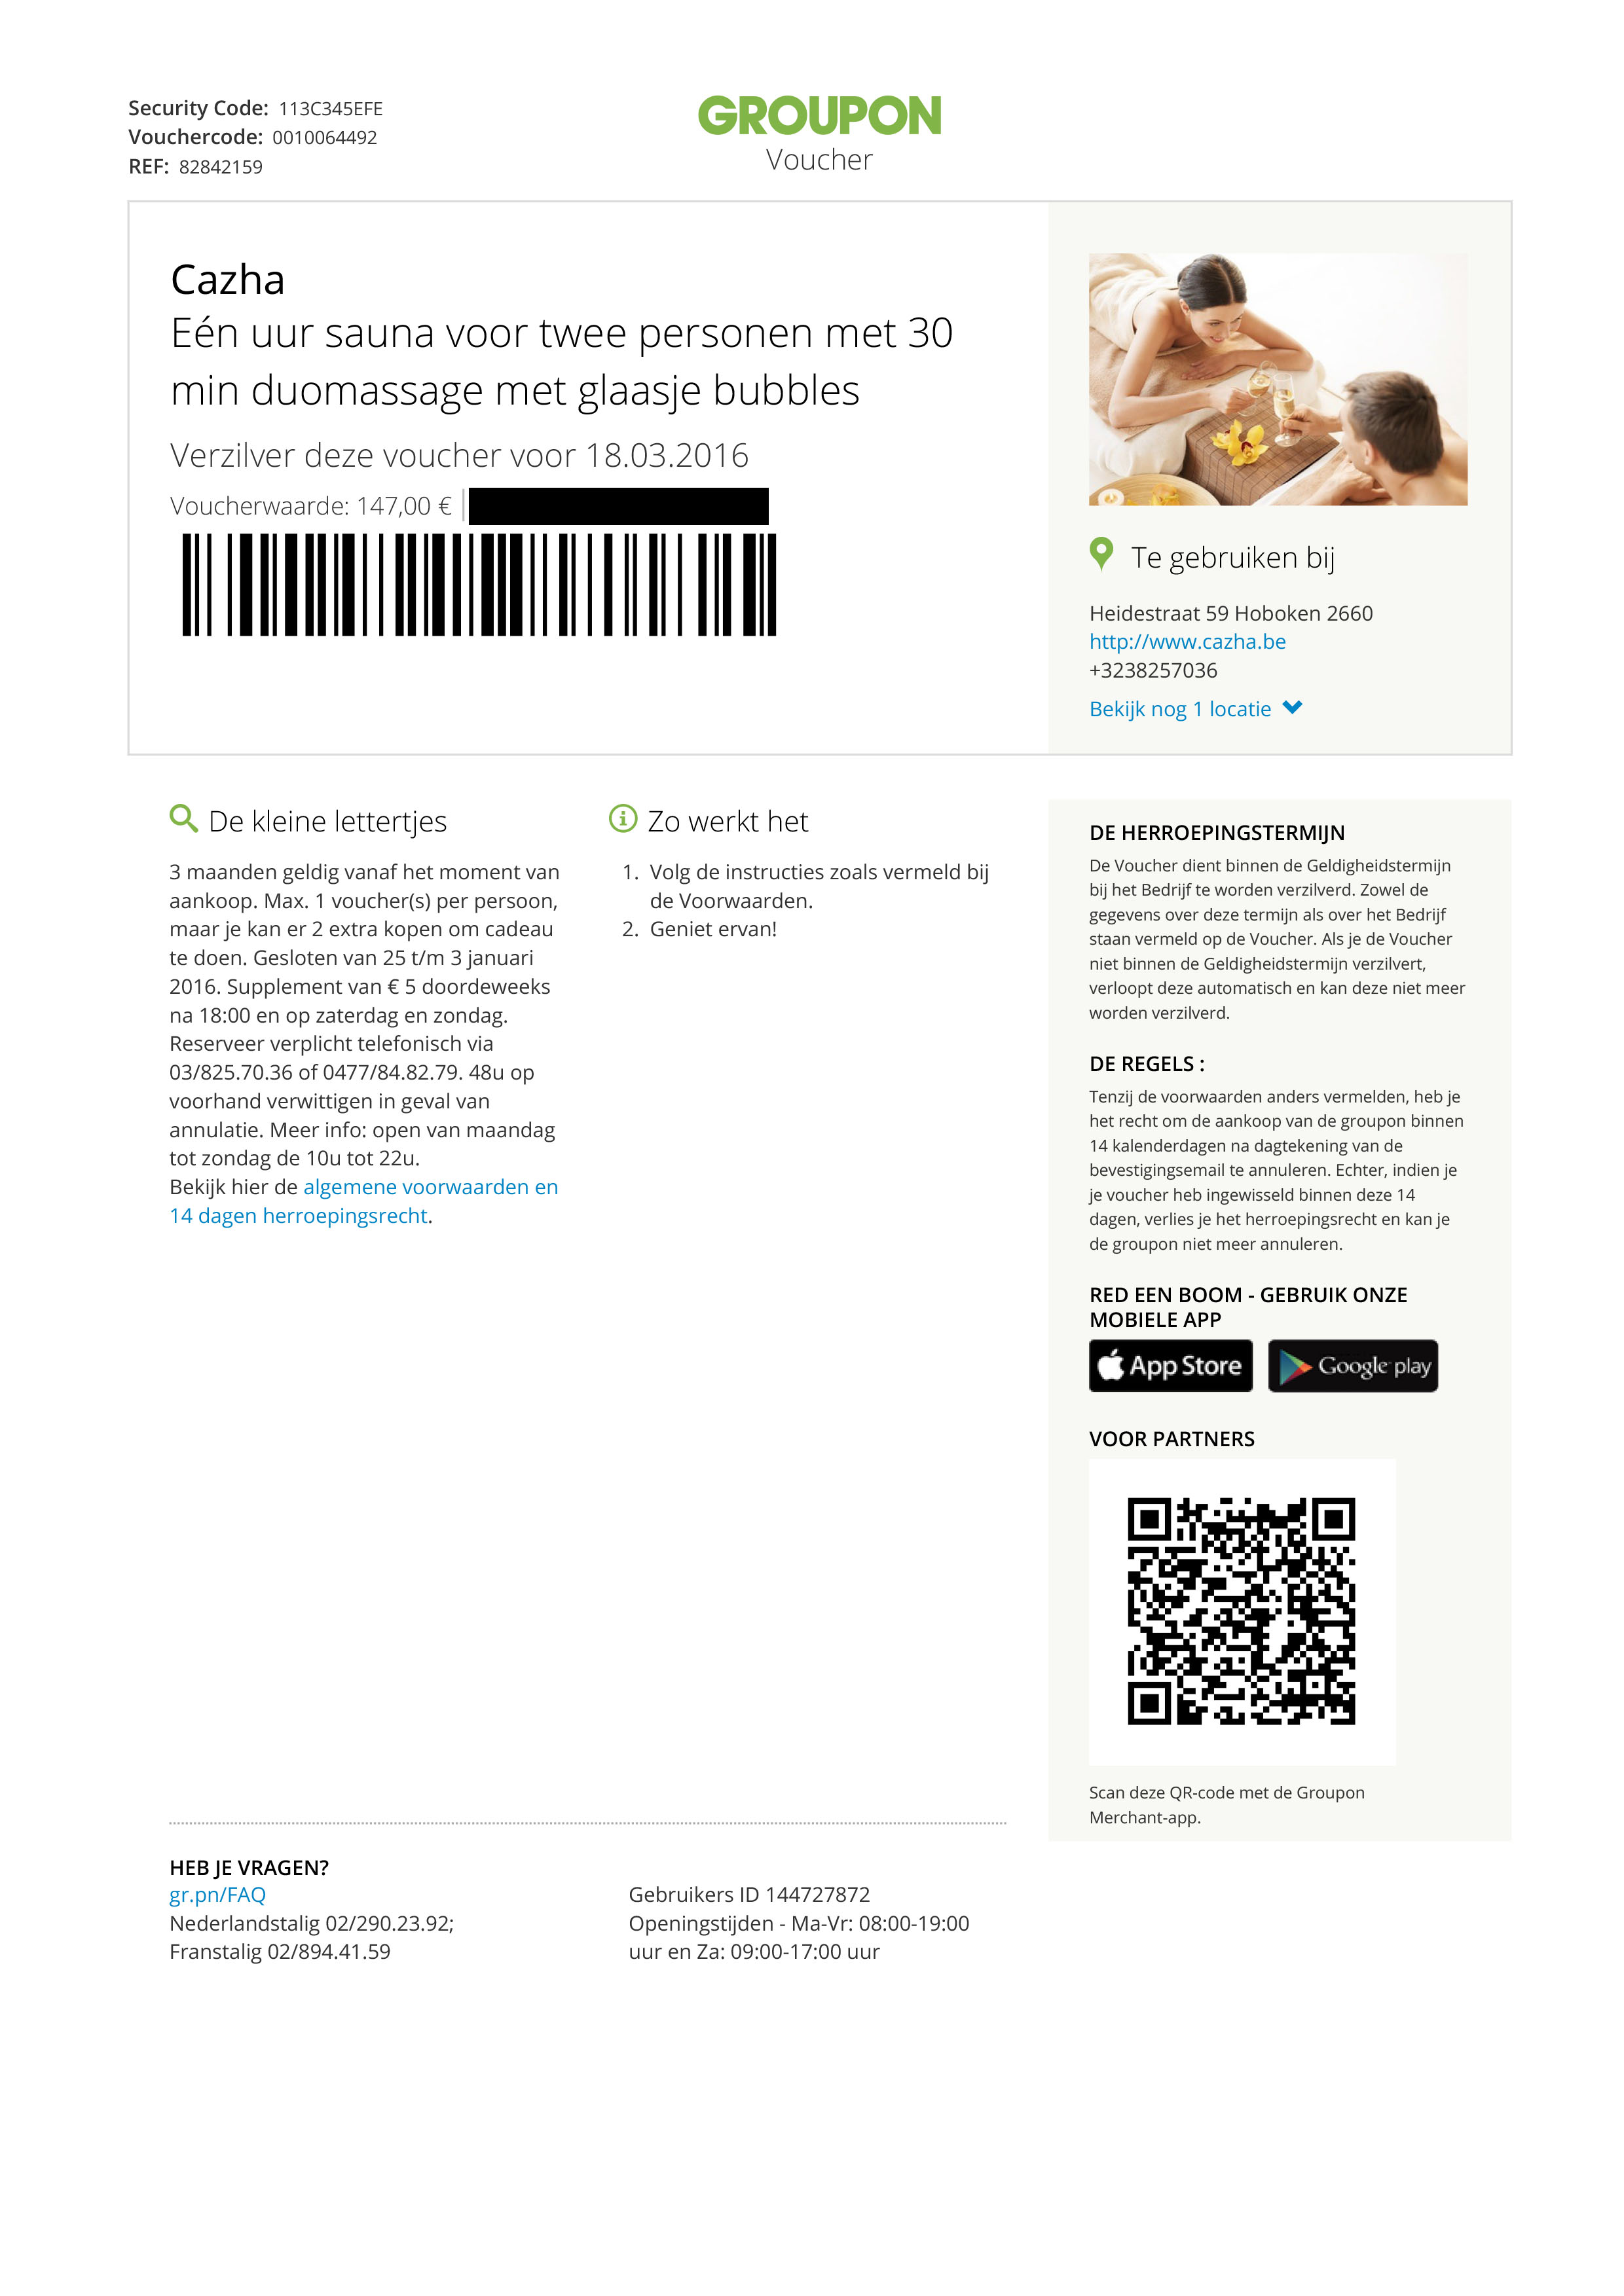 Security Code: 113C345EFE
Vouchercode: 0010064492
REF: 82842159
GROUPON
Voucher
Cazha
Eén uur sauna voor twee personen met 30
min duomassage met glaasje bubbles
Verzilver deze voucher voor 18.03.2016
Voucherwaarde: 147,00 € |
Te gebruiken bij
Heidestraat 59 Hoboken 2660
http://www.cazha.be
+3238257036
Bekijk nog 1 locatie
De kleine lettertjes
3 maanden geldig vanaf het moment van
aankoop. Max. 1 voucher(s) per persoon,
maar je kan er 2 extra kopen om cadeau
te doen. Gesloten van 25 t/m 3 januari
2016. Supplement van € 5 doordeweeks
na 18:00 en op zaterdag en zondag.
Reserveer verplicht telefonisch via
03/825.70.36 of 0477/84.82.79. 48u op
voorhand verwittigen in geval van
annulatie. Meer info: open van maandag
tot zondag de 10u tot 22u.
Bekijk hier de algemene voorwaarden en
14 dagen herroepingsrecht.
Zo werkt het
1. Volg de instructies zoals vermeld bij
de Voorwaarden.
2. Geniet ervan!
DE HERROEPINGSTERMIJN
De Voucher dient binnen de Geldigheidstermijn
bij het Bedrijf te worden verzilverd. Zowel de
gegevens over deze termijn als over het Bedrijf
staan vermeld op de Voucher. Als je de Voucher
niet binnen de Geldigheidstermijn verzilvert,
verloopt deze automatisch en kan deze niet meer
worden verzilverd.
DE REGELS :
Tenzij de voorwaarden anders vermelden, heb je
het recht om de aankoop van de groupon binnen
14 kalenderdagen na dagtekening van de
bevestigingsemail te annuleren. Echter, indien je
je voucher heb ingewisseld binnen deze 14
dagen, verlies je het herroepingsrecht en kan je
de groupon niet meer annuleren.
RED EEN BOOM - GEBRUIK ONZE
MOBIELE APP
App Store
Google play
VOOR PARTNERS
Scan deze QR-code met de Groupon
Merchant-app.
HEB JE VRAGEN?
gr.pn/FAQ
Nederlandstalig 02/290.23.92;
Franstalig 02/894.41.59
Gebruikers ID 144727872
Openingstijden - Ma-Vr: 08:00-19:00
uur en Za: 09:00-17:00 uur